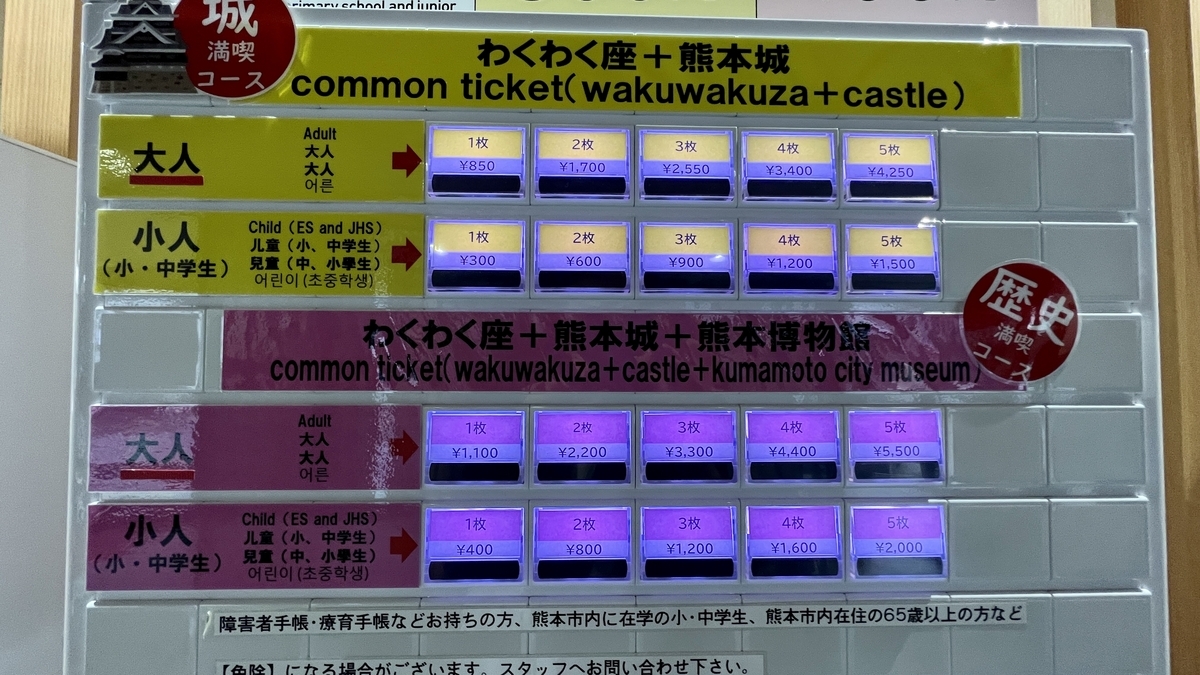 rimary school and junior
城
満喫
コース
わくわく座＋熊本城
common ticket(wakuwakuza+castle)
大人
Adult
大人
大人
어른
1枚 2枚 3枚 4枚 5枚
¥850 ¥1,700 ¥2,550 ¥3,400 ¥4,250
小人
(小・中学生)
Child (ES and JHS)
儿童 (小、中学生)
兒童 (中、小學生)
어린이 (초중학생)
1枚 2枚 3枚 4枚 5枚
¥300 ¥600 ¥900 ¥1,200 ¥1,500
歴史
満喫
コース
わくわく座＋熊本城＋熊本博物館
common ticket(wakuwakuza+castle+kumamoto city museum)
大人
Adult
大人
大人
어른
1枚 2枚 3枚 4枚 5枚
¥1,100 ¥2,200 ¥3,300 ¥4,400 ¥5,500
小人
(小・中学生)
Child (ES and JHS)
儿童 (小、中学生)
兒童 (中、小學生)
어린이 (초중학생)
1枚 2枚 3枚 4枚 5枚
¥400 ¥800 ¥1,200 ¥1,600 ¥2,000
障害者手帳・療育手帳などお持ちの方、熊本市内に在学の小・中学生、熊本市内在住の65歳以上の方など
【免除】になる場合がございます。スタッフへお問い合わせ下さい。